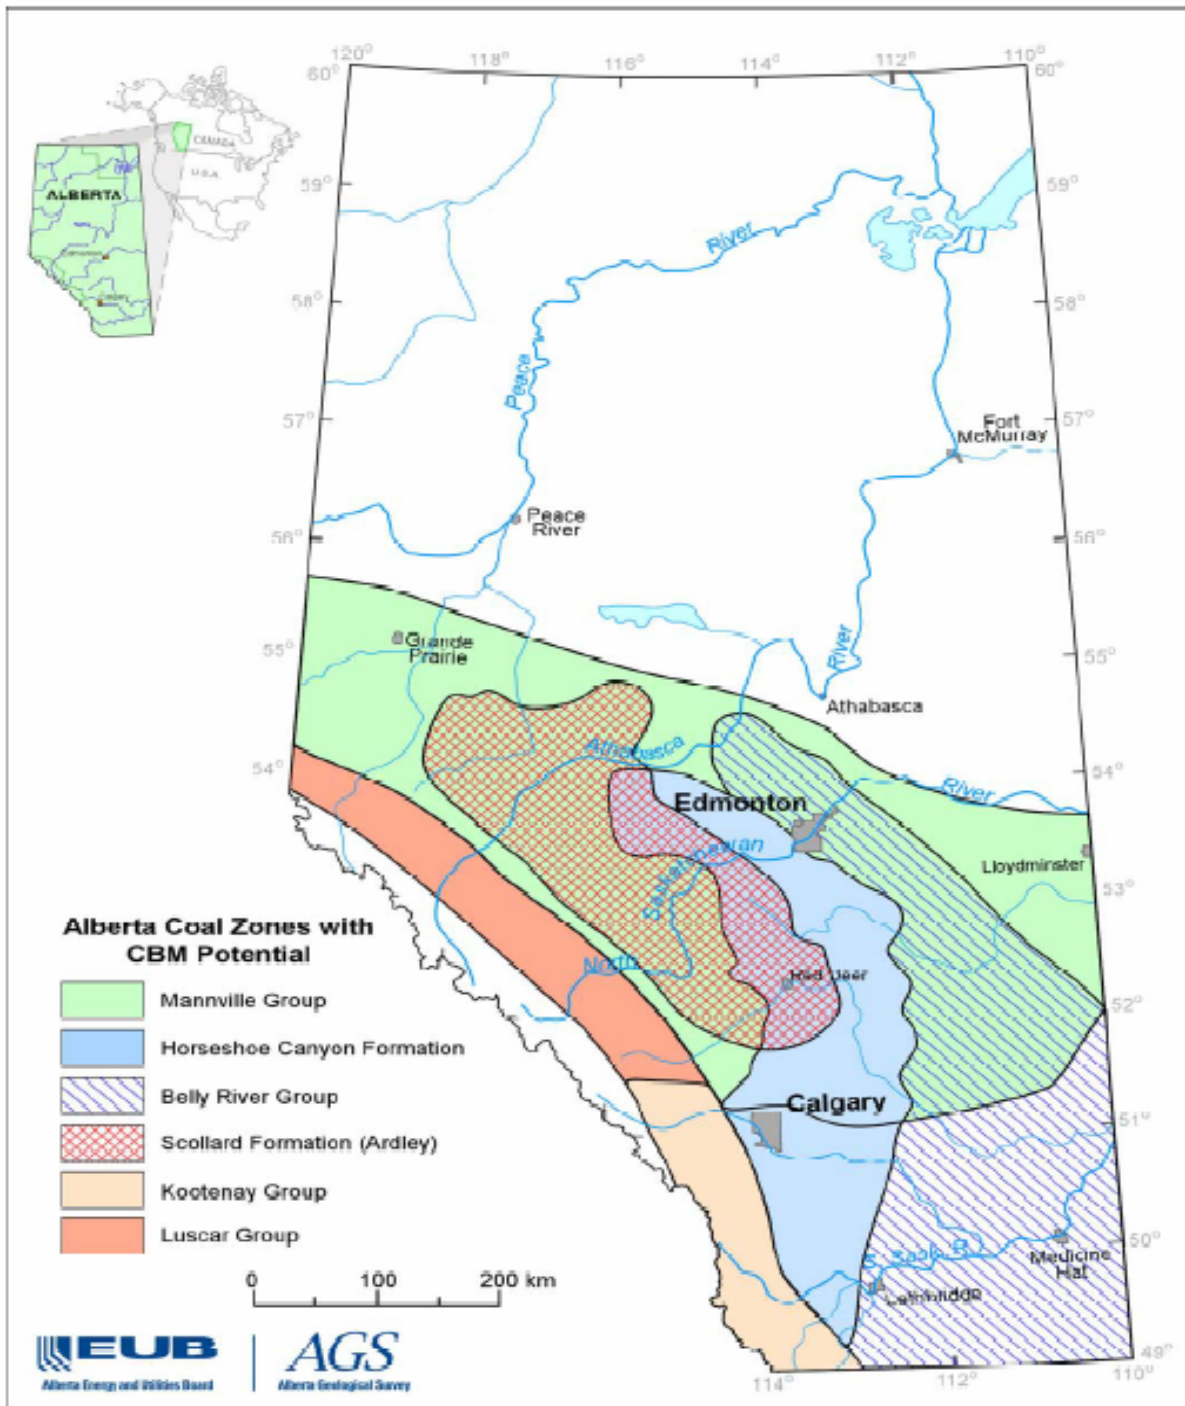 120°
118°
116°
114°
112°
110°
60°
60°
CANADA
U.S.A.
ALBERTA
59°
59°
River
58°
58°
Peace
57°
57°
Fort
McMurray
Peace
River
56°
56°
Grande
Prairie
55°
55°
River
Athabasca
Athabasca
54°
54°
River
Edmonton
Saskatchewan
Lloydminster
53°
Alberta Coal Zones with
CBM Potential
North
Red Deer
52°
Mannville Group
Horseshoe Canyon Formation
Belly River Group
Calgary
51°
Scollard Formation (Ardley)
Kootenay Group
Luscar Group
50°
S. Sask. R.
Medicine
Hat
Lethbridge
0 100 200 km
49°
114°
112°
110°
EUB
Alberta Energy and Utilities Board
AGS
Alberta Geological Survey